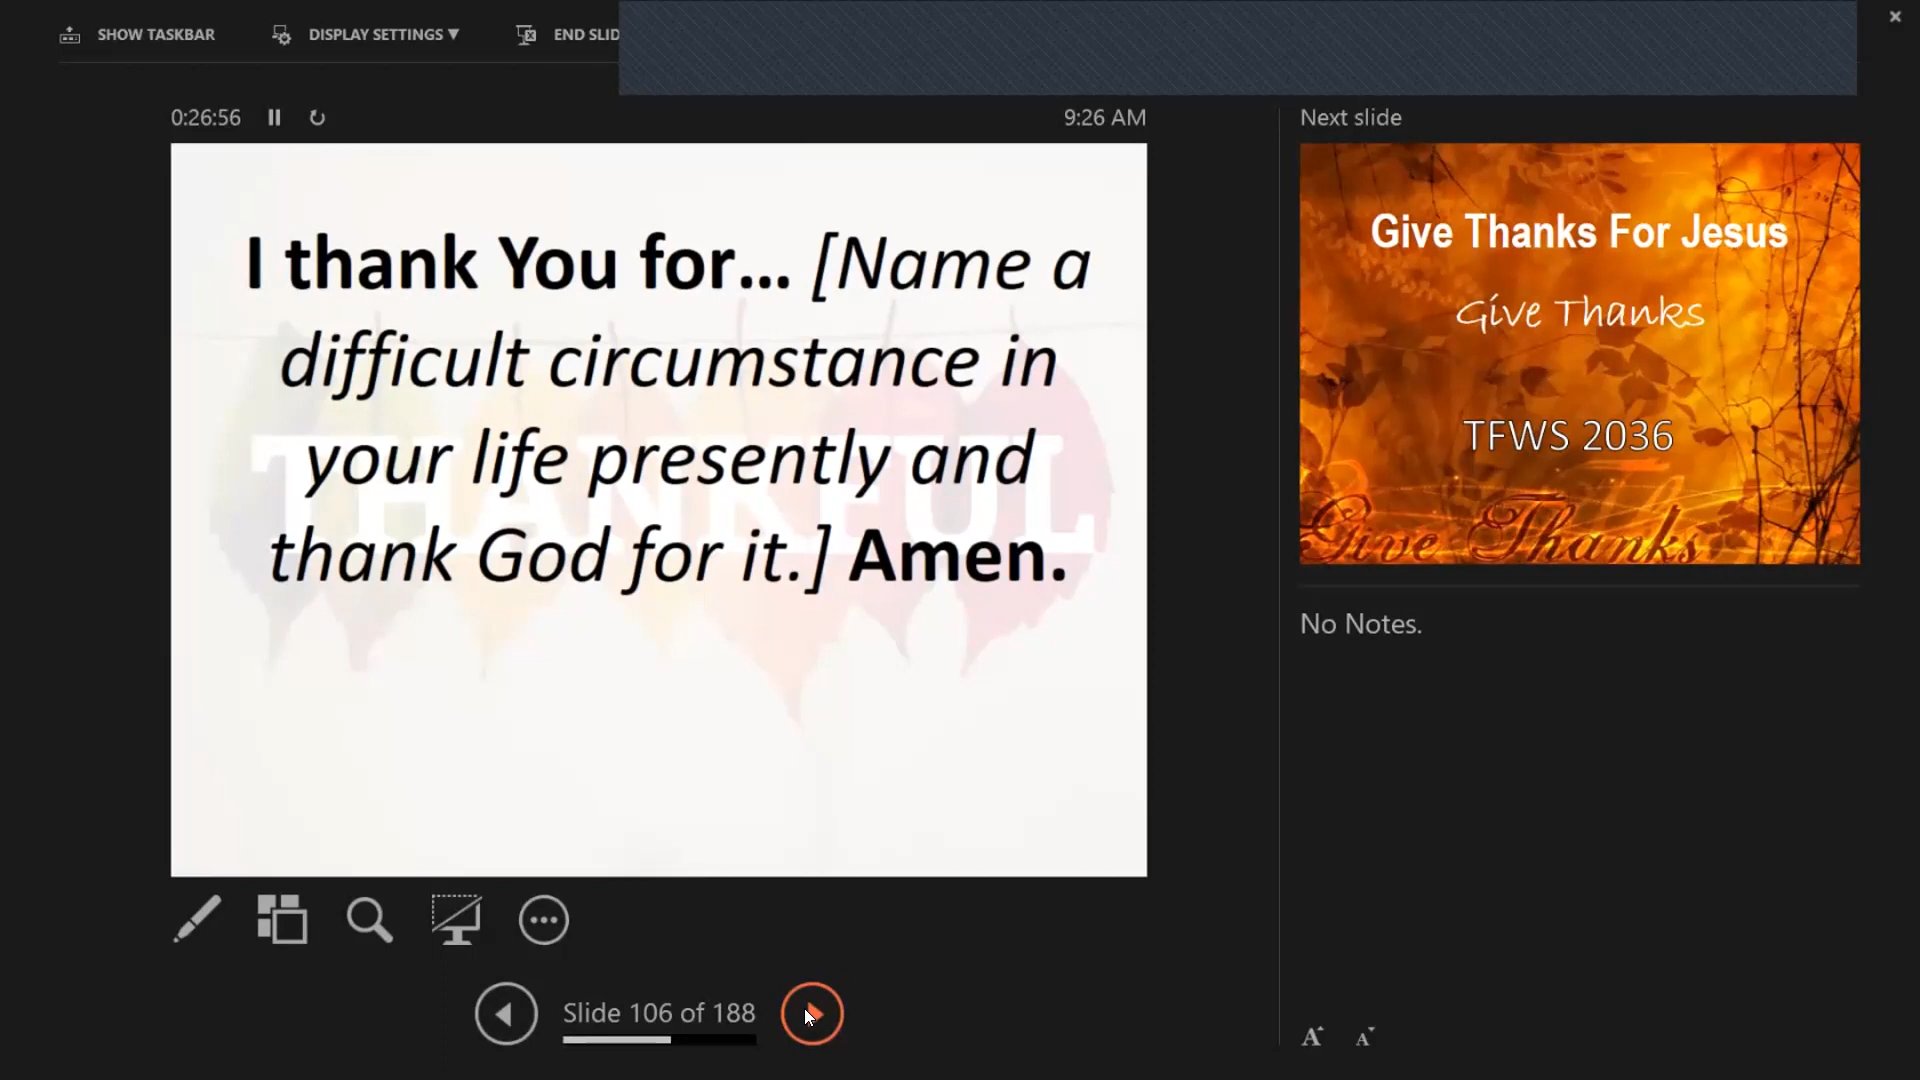 SHOW TASKBAR
DISPLAY SETTINGS ▼
END SLID
0:26:56
9:26 AM
I thank You for... [Name a
difficult circumstance in
your life presently and
thank God for it.] Amen.
THANKFUL
Slide 106 of 188
Next slide
Give Thanks For Jesus
Give Thanks
TFWS 2036
Give Thanks
No Notes.
A A